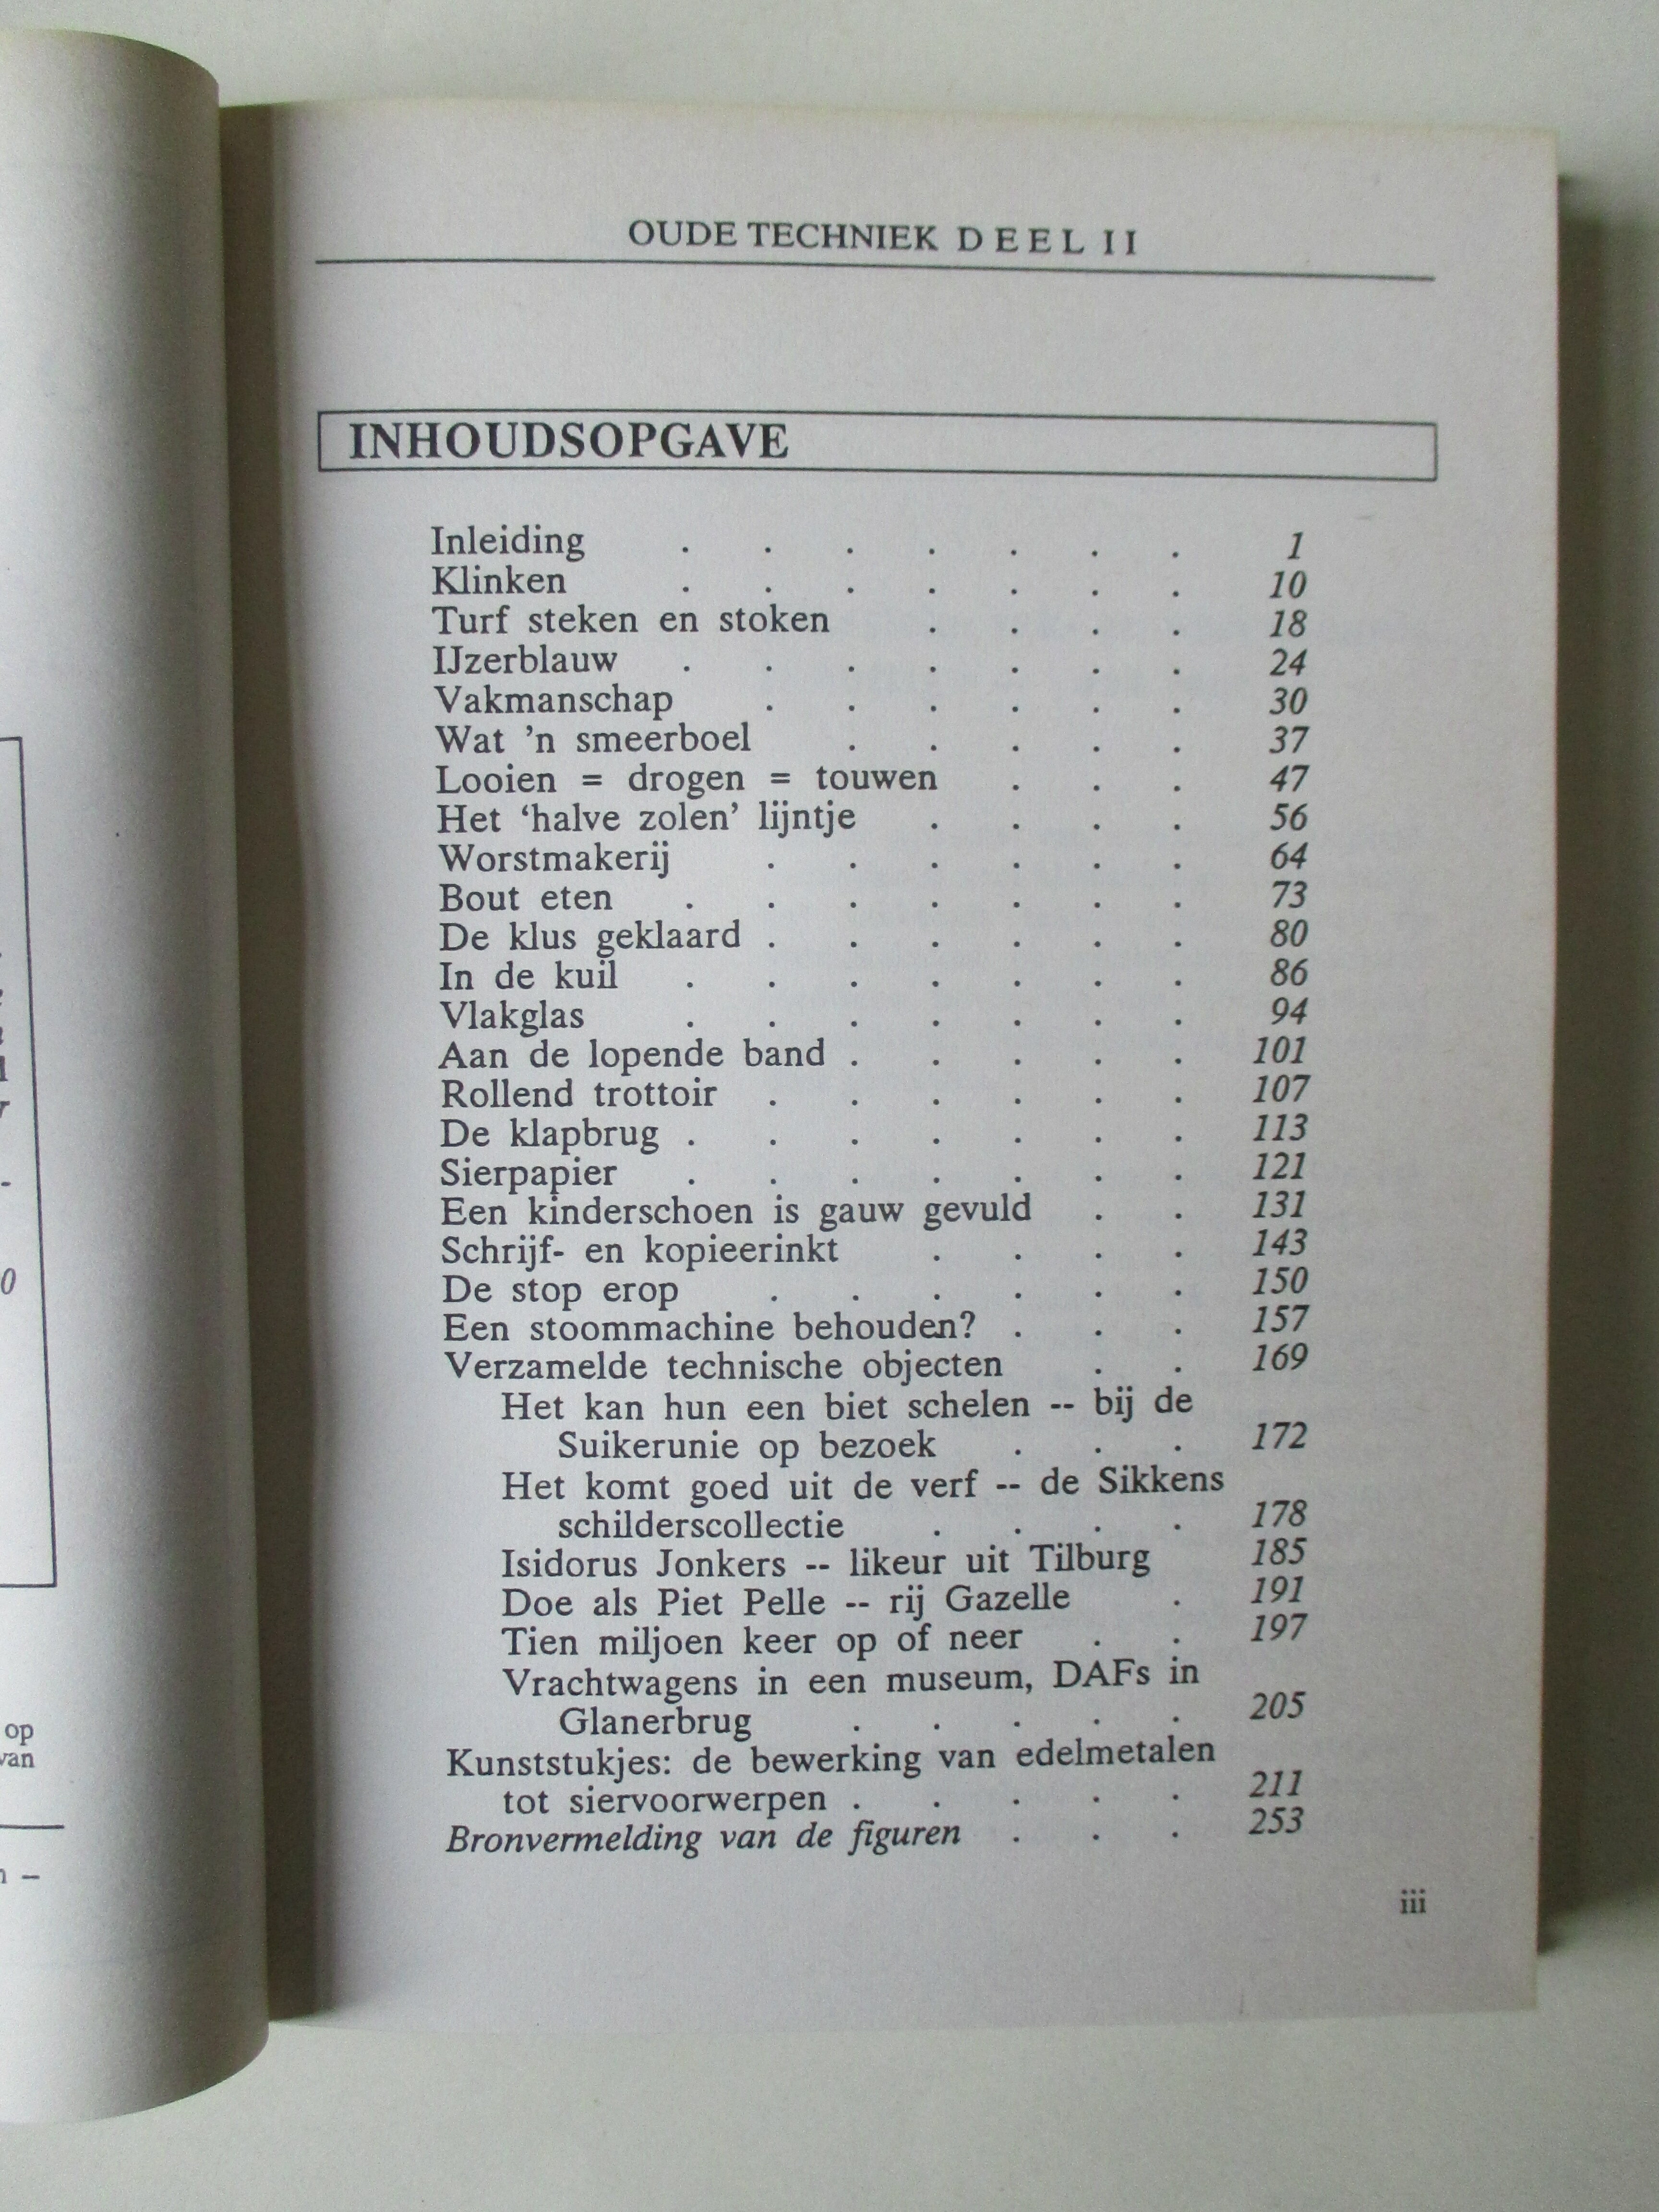 OUDE TECHNIEK DEEL II
INHOUDSOPGAVE
Inleiding . . . . . . . 1
Klinken . . . . . . . 10
Turf steken en stoken . . . . 18
IJzerblauw . . . . . . . 24
Vakmanschap . . . . . . 30
Wat 'n smeerboel . . . . . 37
Looien = drogen = touwen . . . 47
Het ‘halve zolen’ lijntje . . . . 56
Worstmakerij . . . . . . 64
Bout eten . . . . . . . 73
De klus geklaard . . . . . . 80
In de kuil . . . . . . . 86
Vlakglas . . . . . . . 94
Aan de lopende band . . . . . 101
Rollend trottoir . . . . . . 107
De klapbrug . . . . . . . 113
Sierpapier . . . . . . . 121
Een kinderschoen is gauw gevuld . . 131
Schrijf- en kopieerinkt . . . . 143
De stop erop . . . . . . 150
Een stoommachine behouden? . . . 157
Verzamelde technische objecten . . 169
Het kan hun een biet schelen -- bij de
Suikerunie op bezoek . . . 172
Het komt goed uit de verf -- de Sikkens
schilderscollectie . . . . 178
Isidorus Jonkers -- likeur uit Tilburg 185
Doe als Piet Pelle -- rij Gazelle . 191
Tien miljoen keer op of neer . . 197
Vrachtwagens in een museum, DAFs in
Glanerbrug . . . . . 205
Kunststukjes: de bewerking van edelmetalen
tot siervoorwerpen . . . . . 211
Bronvermelding van de figuren . . . 253
iii
op
van